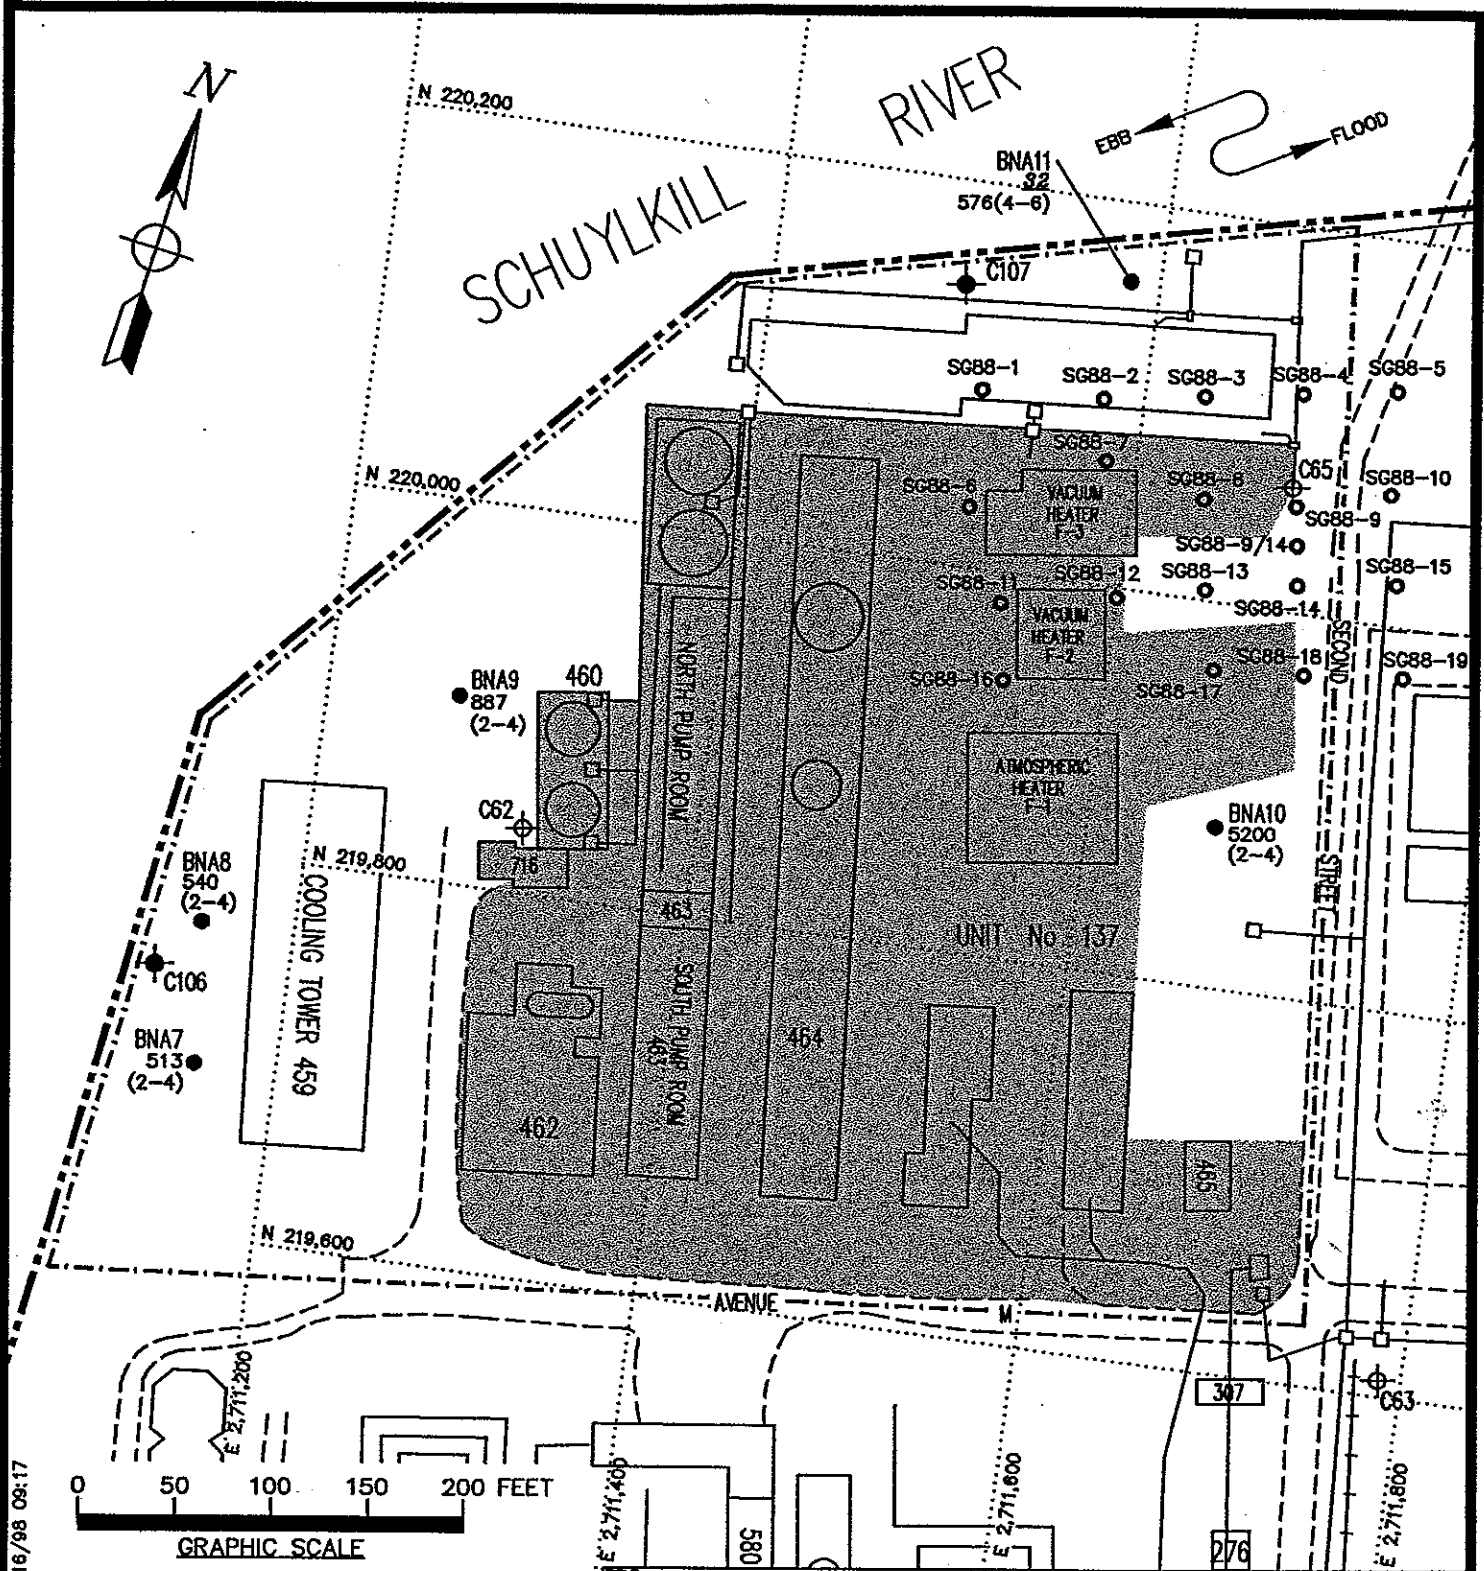 N
N 220,200
RIVER
EBB
FLOOD
BNA11
32
576(4-6)
SCHUYLKILL
C107
SG88-1
SG88-2
SG88-3
SG88-4
SG88-5
SG88-7
N 220,000
SG88-6
VACUUM
HEATER
F-3
SG88-8
C65
SG88-10
SG88-9
SG88-9/14
SG88-11
SG88-12
SG88-13
SG88-14
SG88-15
VACUUM
HEATER
F-2
SECOND
STREET
BNA9
887
(2-4)
460
NORTH PUMP ROOM
SG88-16
SG88-17
SG88-18
SG88-19
ATMOSPHERIC
HEATER
F-1
C62
BNA10
5200
(2-4)
N 219,800
716
BNA8
540
(2-4)
COOLING TOWER 459
463
UNIT No 137
C106
SOUTH PUMP ROOM
463
464
BNA7
513
(2-4)
462
465
N 219,600
AVENUE
M
E 2,711,200
307
C63
0 50 100 150 200 FEET
GRAPHIC SCALE
E 2,711,400
580
E 2,711,600
276
E 2,711,800
16/98 09:17